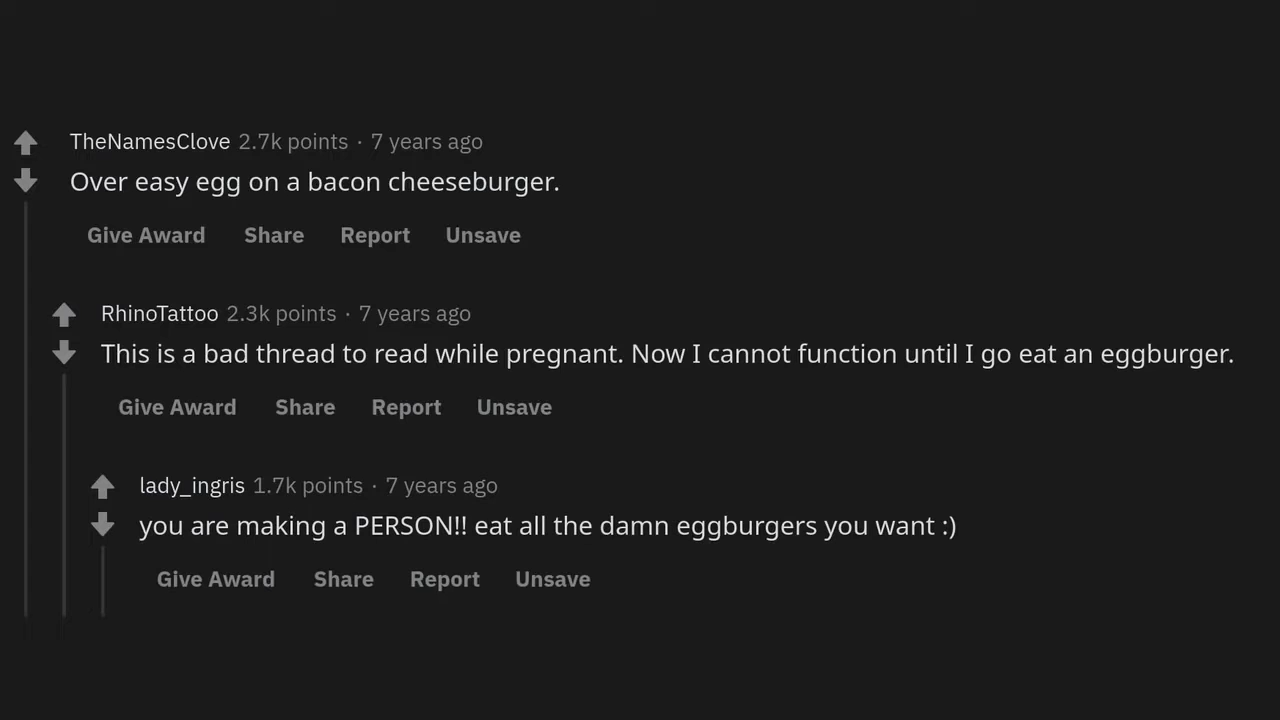 TheNamesClove 2.7k points · 7 years ago
Over easy egg on a bacon cheeseburger.
Give Award Share Report Unsave
RhinoTattoo 2.3k points · 7 years ago
This is a bad thread to read while pregnant. Now I cannot function until I go eat an eggburger.
Give Award Share Report Unsave
lady_ingris 1.7k points · 7 years ago
you are making a PERSON!! eat all the damn eggburgers you want :)
Give Award Share Report Unsave